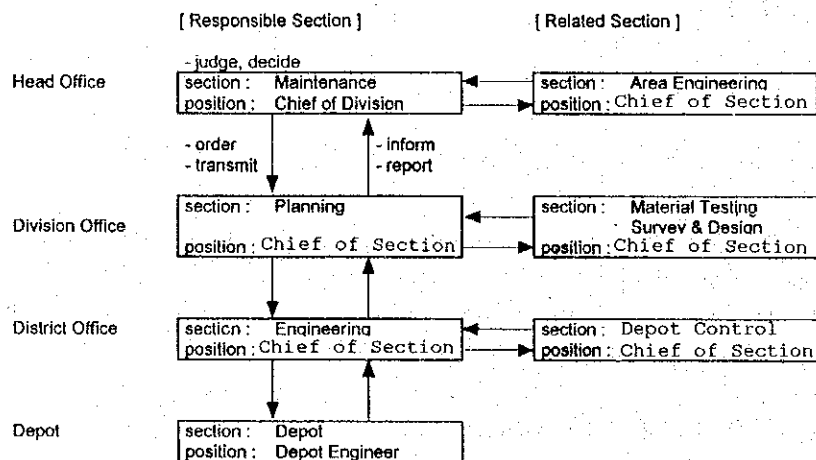 [ Responsible Section ] [ Related Section ]
- judge, decide
Head Office
section : Maintenance
position : Chief of Division
section : Area Engineering
position : Chief of Section
- order
- transmit
- inform
- report
Division Office
section : Planning
position : Chief of Section
section : Material Testing
Survey & Design
position : Chief of Section
District Office
section : Engineering
position : Chief of Section
section : Depot Control
position : Chief of Section
Depot
section : Depot
position : Depot Engineer